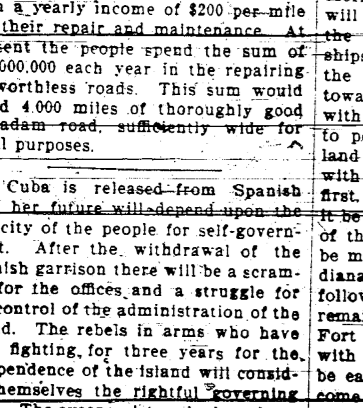 a yearly income of $200 per mile
their repair and maintenance. At
sent the people spend the sum of
000,000 each year in the repairing
worthless roads. This sum would
d 4.000 miles of thoroughly good
adam road, sufficiently wide for
l purposes.
Cuba is released from Spanish
her future will depend upon the
city of the people for self-govern-
t. After the withdrawal of the
ish garrison there will be a scram-
for the offices and a struggle for
control of the administration of the
d. The rebels in arms who have
fighting, for three years for the
pendence of the island will consid-
hemselves the rightful governing
will
the
ships
the
towa
with
to p
land
with
first.
it be
of th
be m
diana
follow
remai
Fort
with
be ea